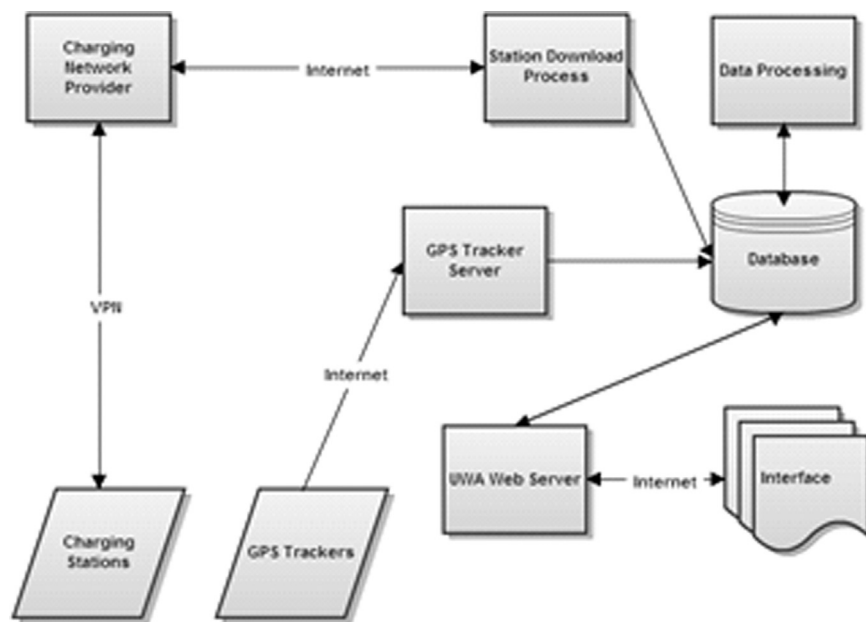 Charging
Network
Provider
Internet
Station Download
Process
Data Processing
GPS Tracker
Server
Database
VPN
Internet
UWA Web Server
Internet
Interface
Charging
Stations
GPS Trackers